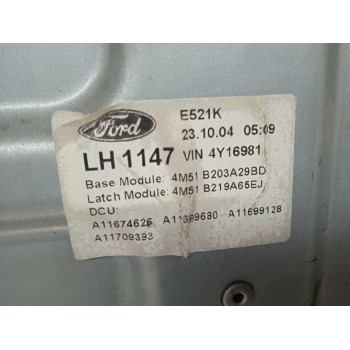 Ford
E521K
23.10.04 05:09
LH 1147 VIN 4Y16981
Base Module: 4M51 B203A29BD
Latch Module: 4M51 B219A65EJ
DCU:
A11674626 A11699680 A11699128
A11709393